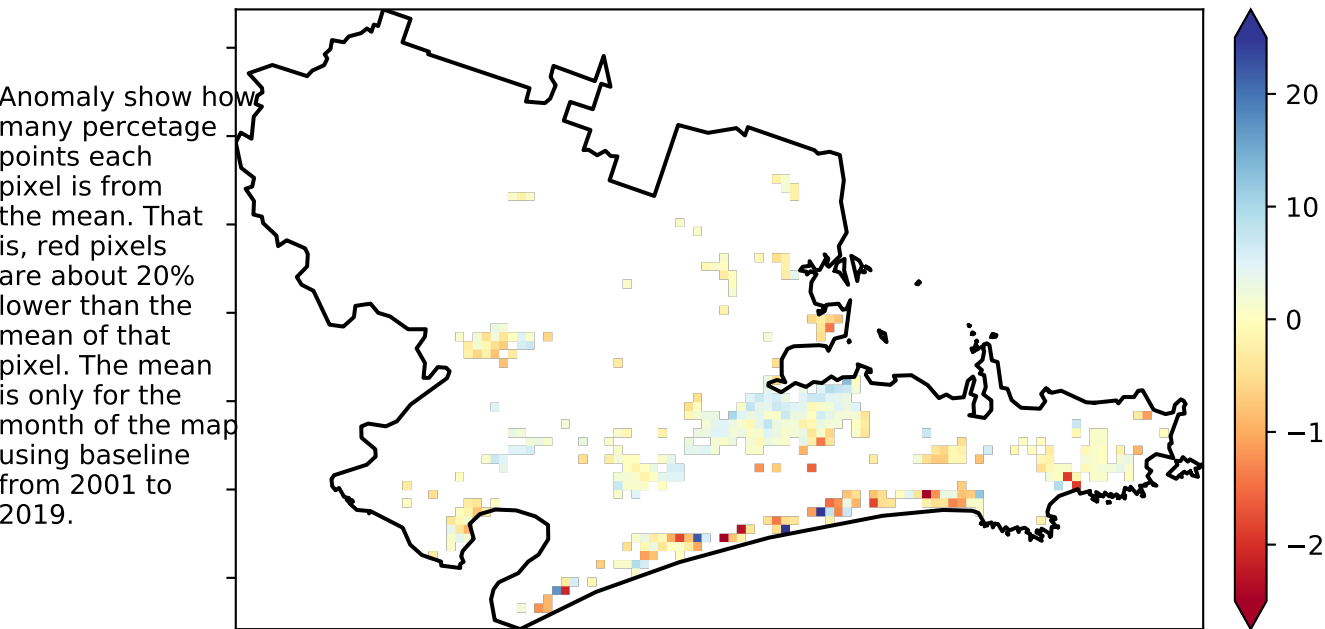 Anomaly show how
many percetage
points each
pixel is from
the mean. That
is, red pixels
are about 20%
lower than the
mean of that
pixel. The mean
is only for the
month of the map
using baseline
from 2001 to
2019.
20
10
0
−1
−2